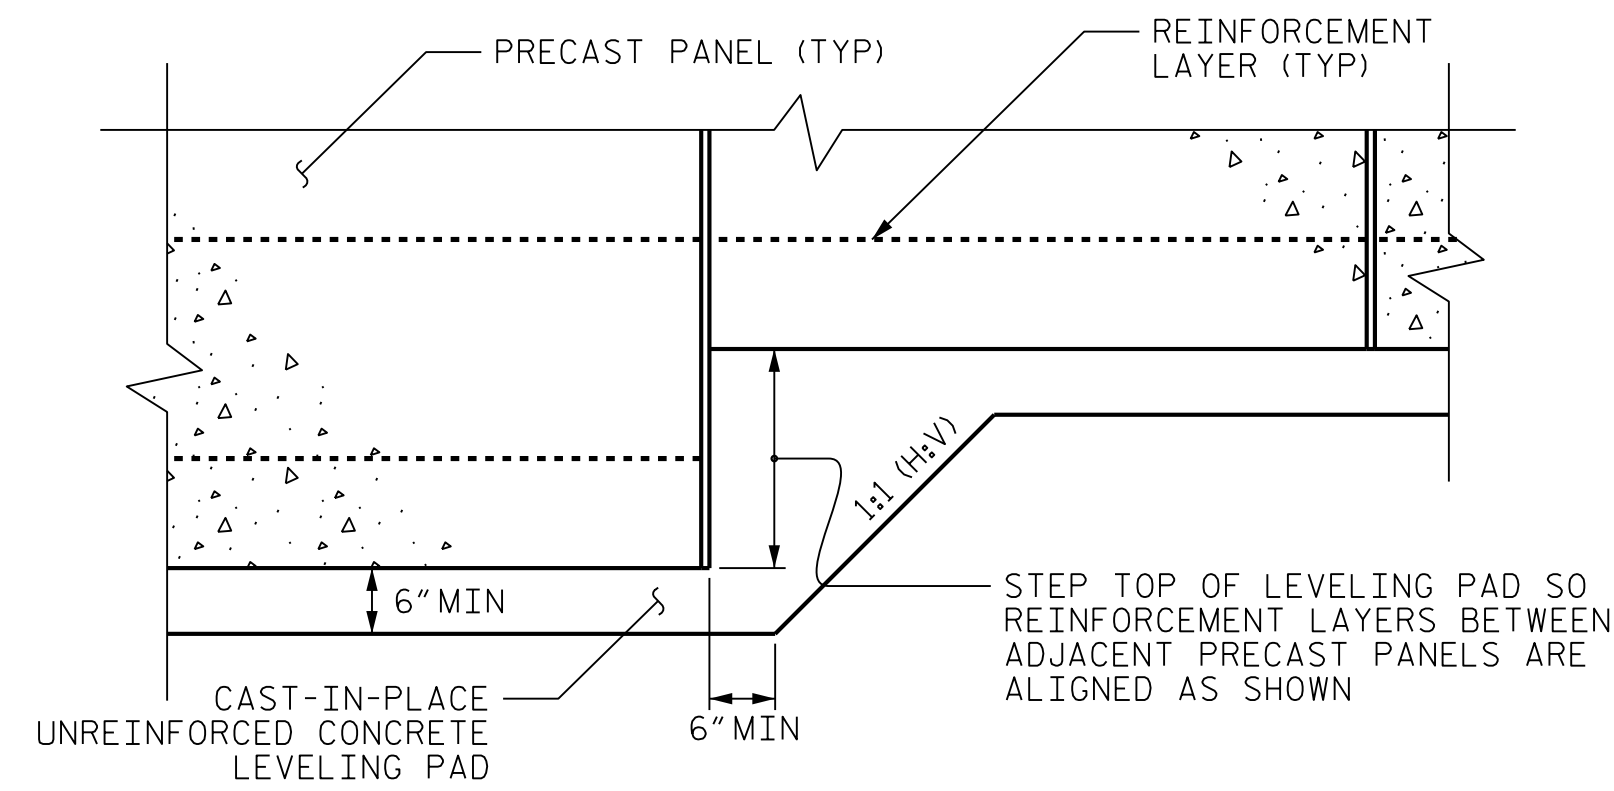 PRECAST PANEL (TYP)
REINFORCEMENT
LAYER (TYP)
1:1 (H:V)
6" MIN
STEP TOP OF LEVELING PAD SO
REINFORCEMENT LAYERS BETWEEN
ADJACENT PRECAST PANELS ARE
ALIGNED AS SHOWN
CAST-IN-PLACE
UNREINFORCED CONCRETE
LEVELING PAD
6" MIN